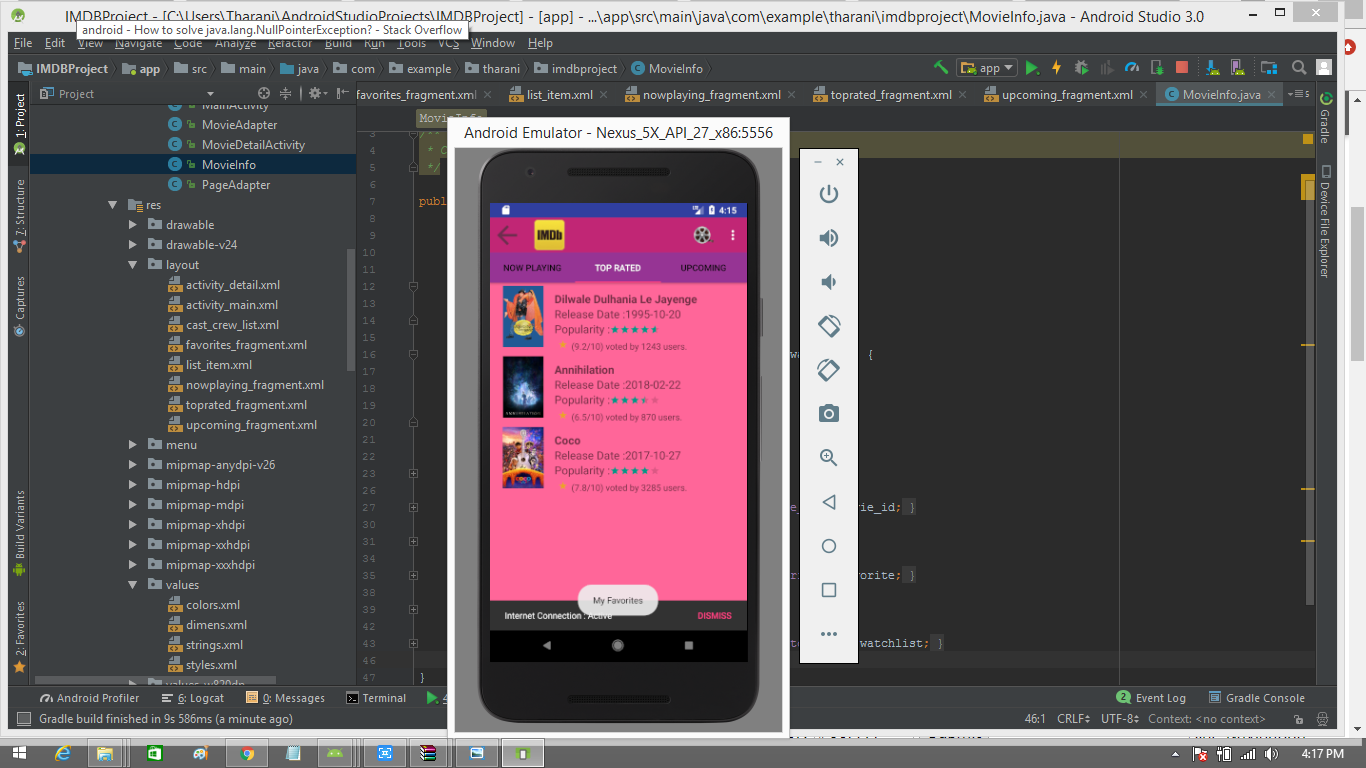 IMDBProject - [C:\Users\Tharani\AndroidStudioProjects\IMDBProject] - [app] - ...\app\src\main\java\com\example\tharani\imdbproject\MovieInfo.java - Android Studio 3.0
android - How to solve java.lang.NullPointerException? - Stack Overflow
File Edit View Navigate Code Analyze Refactor Build Run Tools VCS Window Help
IMDBProject app src main java com example tharani imdbproject MovieInfo app
Project favorites_fragment.xml list_item.xml nowplaying_fragment.xml toprated_fragment.xml upcoming_fragment.xml MovieInfo.java
1: Project
7: Structure
Captures
Build Variants
2: Favorites
MainActivity
MovieAdapter
MovieDetailActivity
MovieInfo
PageAdapter
res
drawable
drawable-v24
layout
activity_detail.xml
activity_main.xml
cast_crew_list.xml
favorites_fragment.xml
list_item.xml
nowplaying_fragment.xml
toprated_fragment.xml
upcoming_fragment.xml
menu
mipmap-anydpi-v26
mipmap-hdpi
mipmap-mdpi
mipmap-xhdpi
mipmap-xxhdpi
mipmap-xxxhdpi
values
colors.xml
dimens.xml
strings.xml
styles.xml
values-w820dp
MovieInfo
3 /**
4 * C
5 */
6
7 publ
8
9
10
11
12
13
14
15
16 {
17
18
19
20
21
22
23
26
27 ie_id; }
30
31
34
35 orite; }
38
39
42
43 watchlist; }
46
47 }
Android Emulator - Nexus_5X_API_27_x86:5556
4:15
IMDb
NOW PLAYING TOP RATED UPCOMING
Dilwale Dulhania Le Jayenge
Release Date :1995-10-20
Popularity :
(9.2/10) voted by 1243 users.
Annihilation
Release Date :2018-02-22
Popularity :
(6.5/10) voted by 870 users.
Coco
Release Date :2017-10-27
Popularity :
(7.8/10) voted by 3285 users.
My Favorites
Internet Connection : Active DISMISS
Gradle
Device File Explorer
Android Profiler 6: Logcat 0: Messages Terminal 2 Event Log Gradle Console
Gradle build finished in 9s 586ms (a minute ago) 46:1 CRLF UTF-8 Context: <no context>
4:17 PM